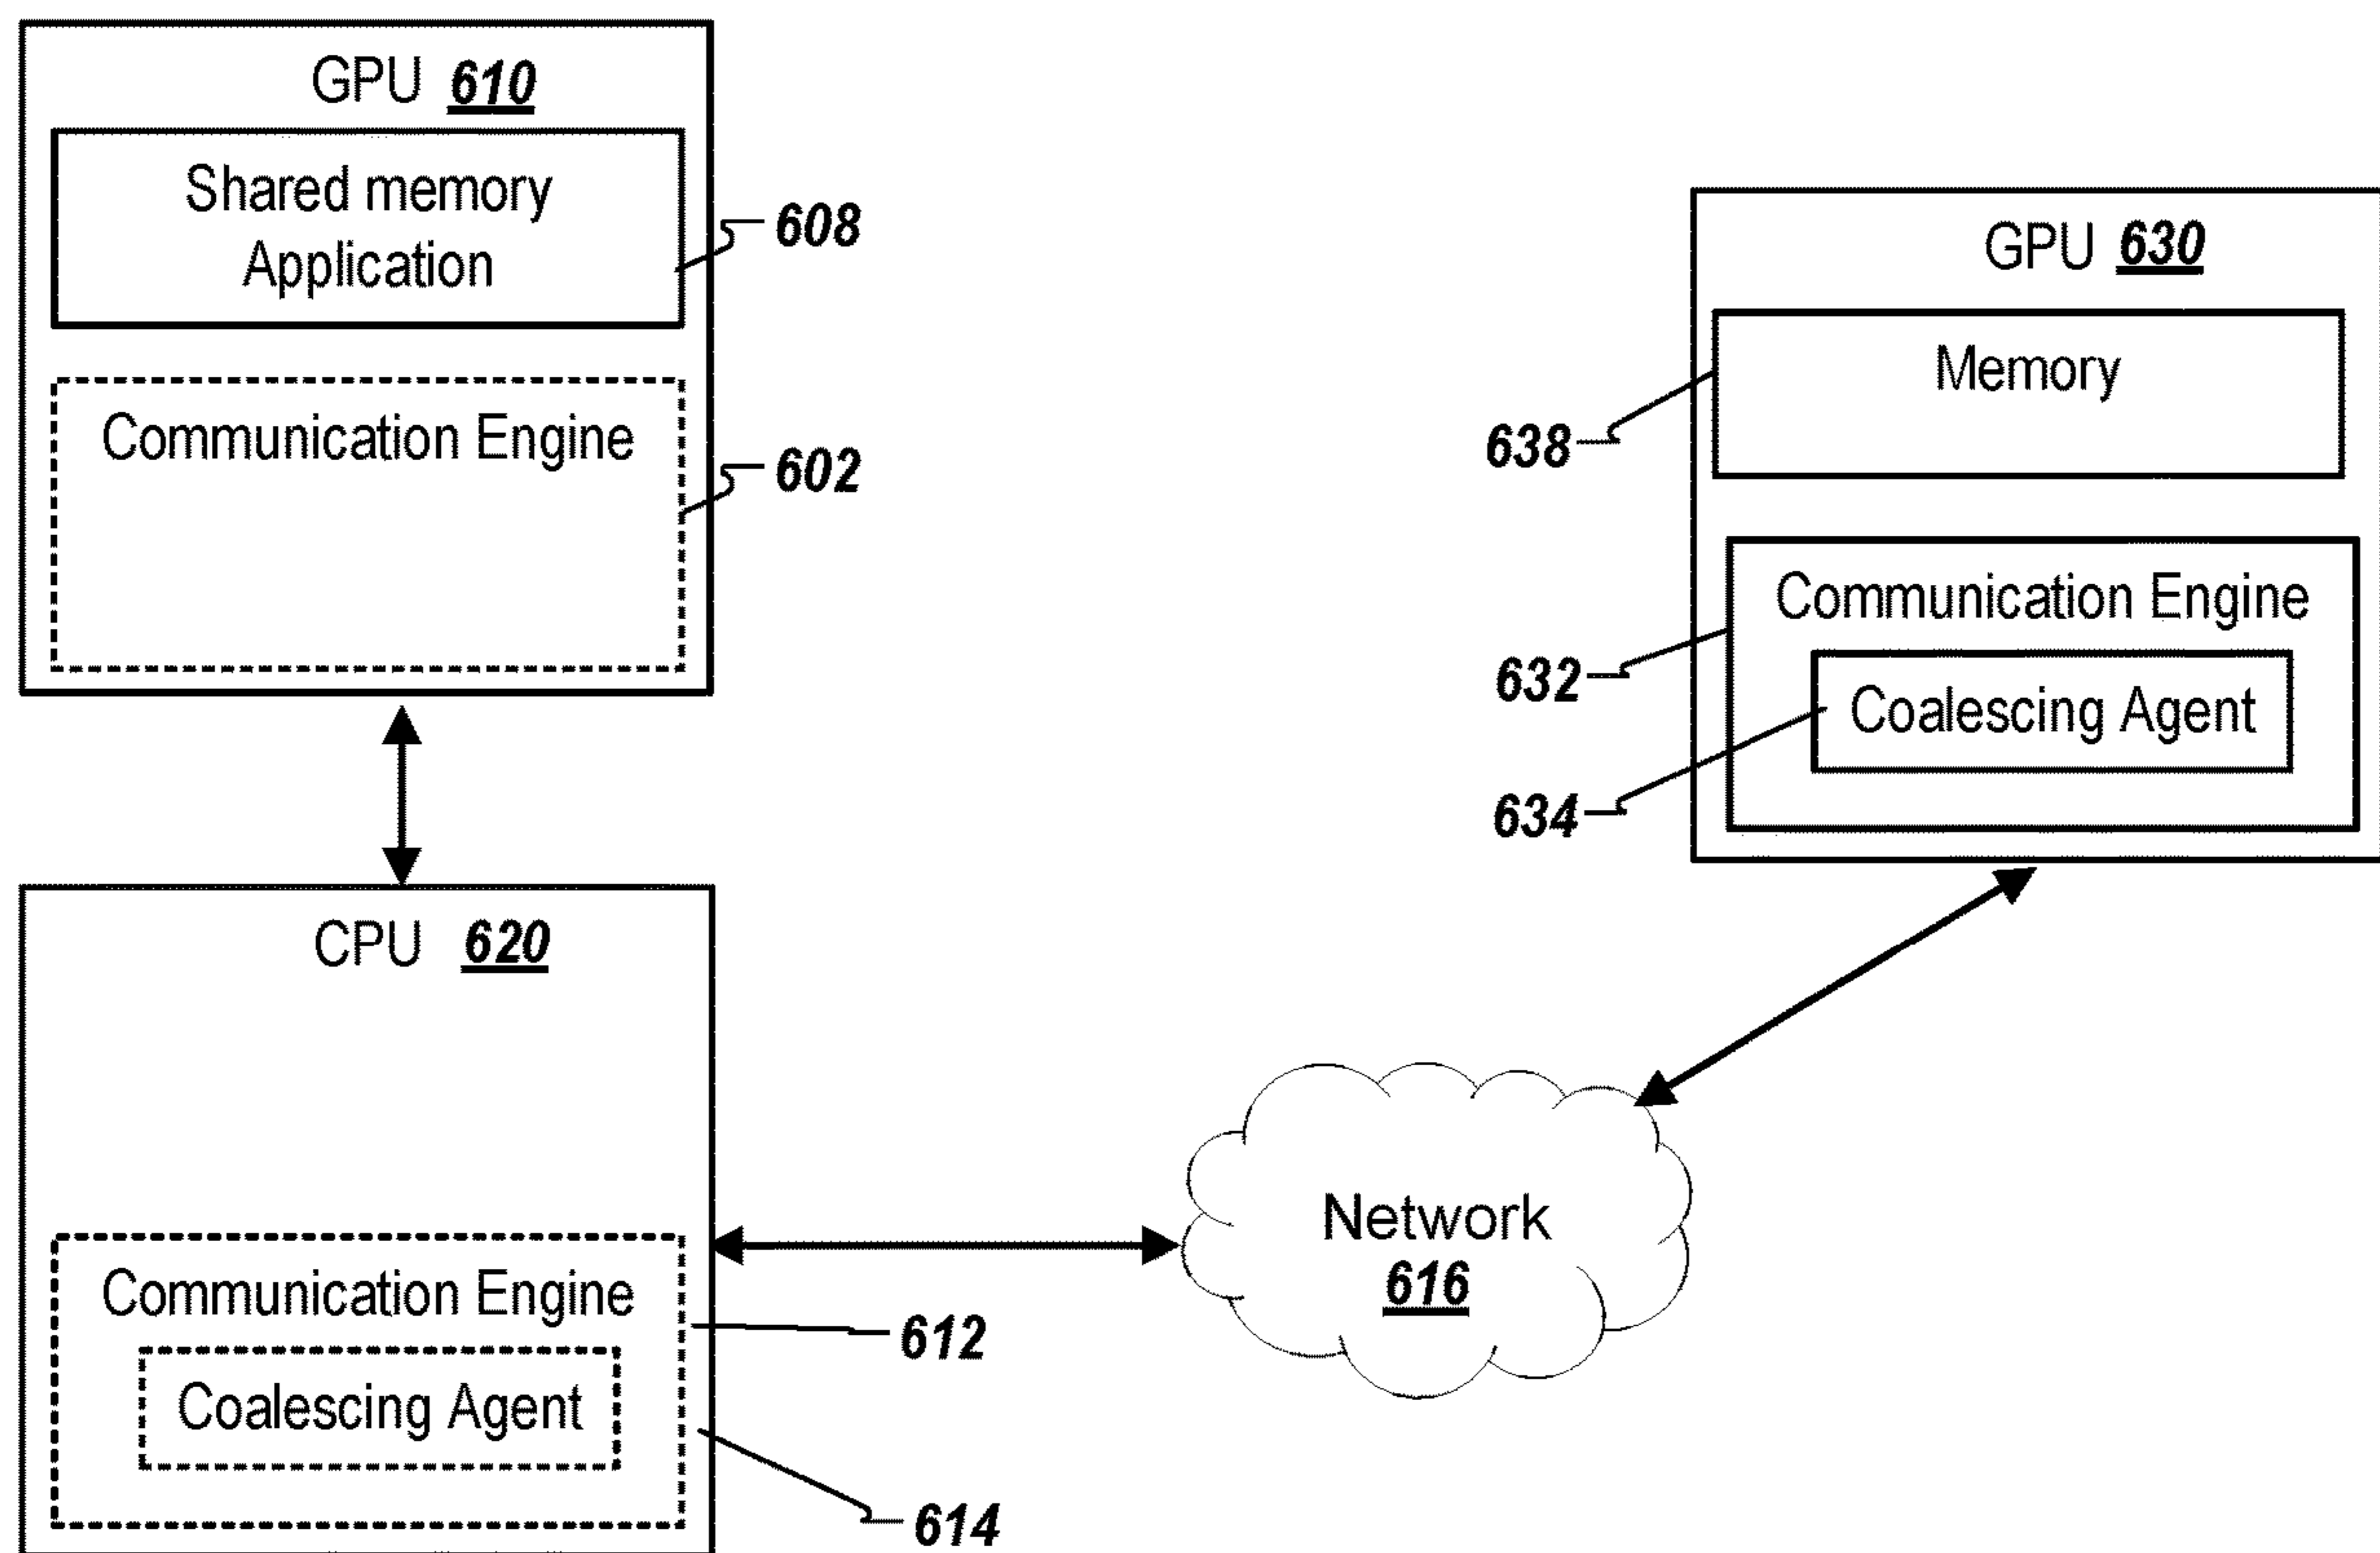 GPU 610
Shared memory
Application
608
Communication Engine
602
GPU 630
Memory
638
Communication Engine
632
Coalescing Agent
634
CPU 620
Communication Engine
612
Coalescing Agent
614
Network
616